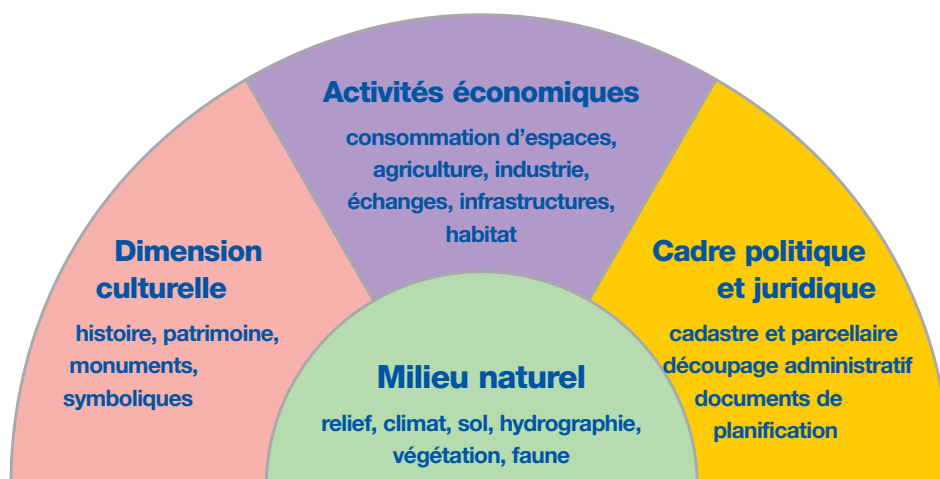 Activités économiques
consommation d'espaces,
agriculture, industrie,
échanges, infrastructures,
habitat
Dimension
culturelle
histoire, patrimoine,
monuments,
symboliques
Cadre politique
et juridique
cadastre et parcellaire
découpage administratif
documents de
planification
Milieu naturel
relief, climat, sol, hydrographie,
végétation, faune